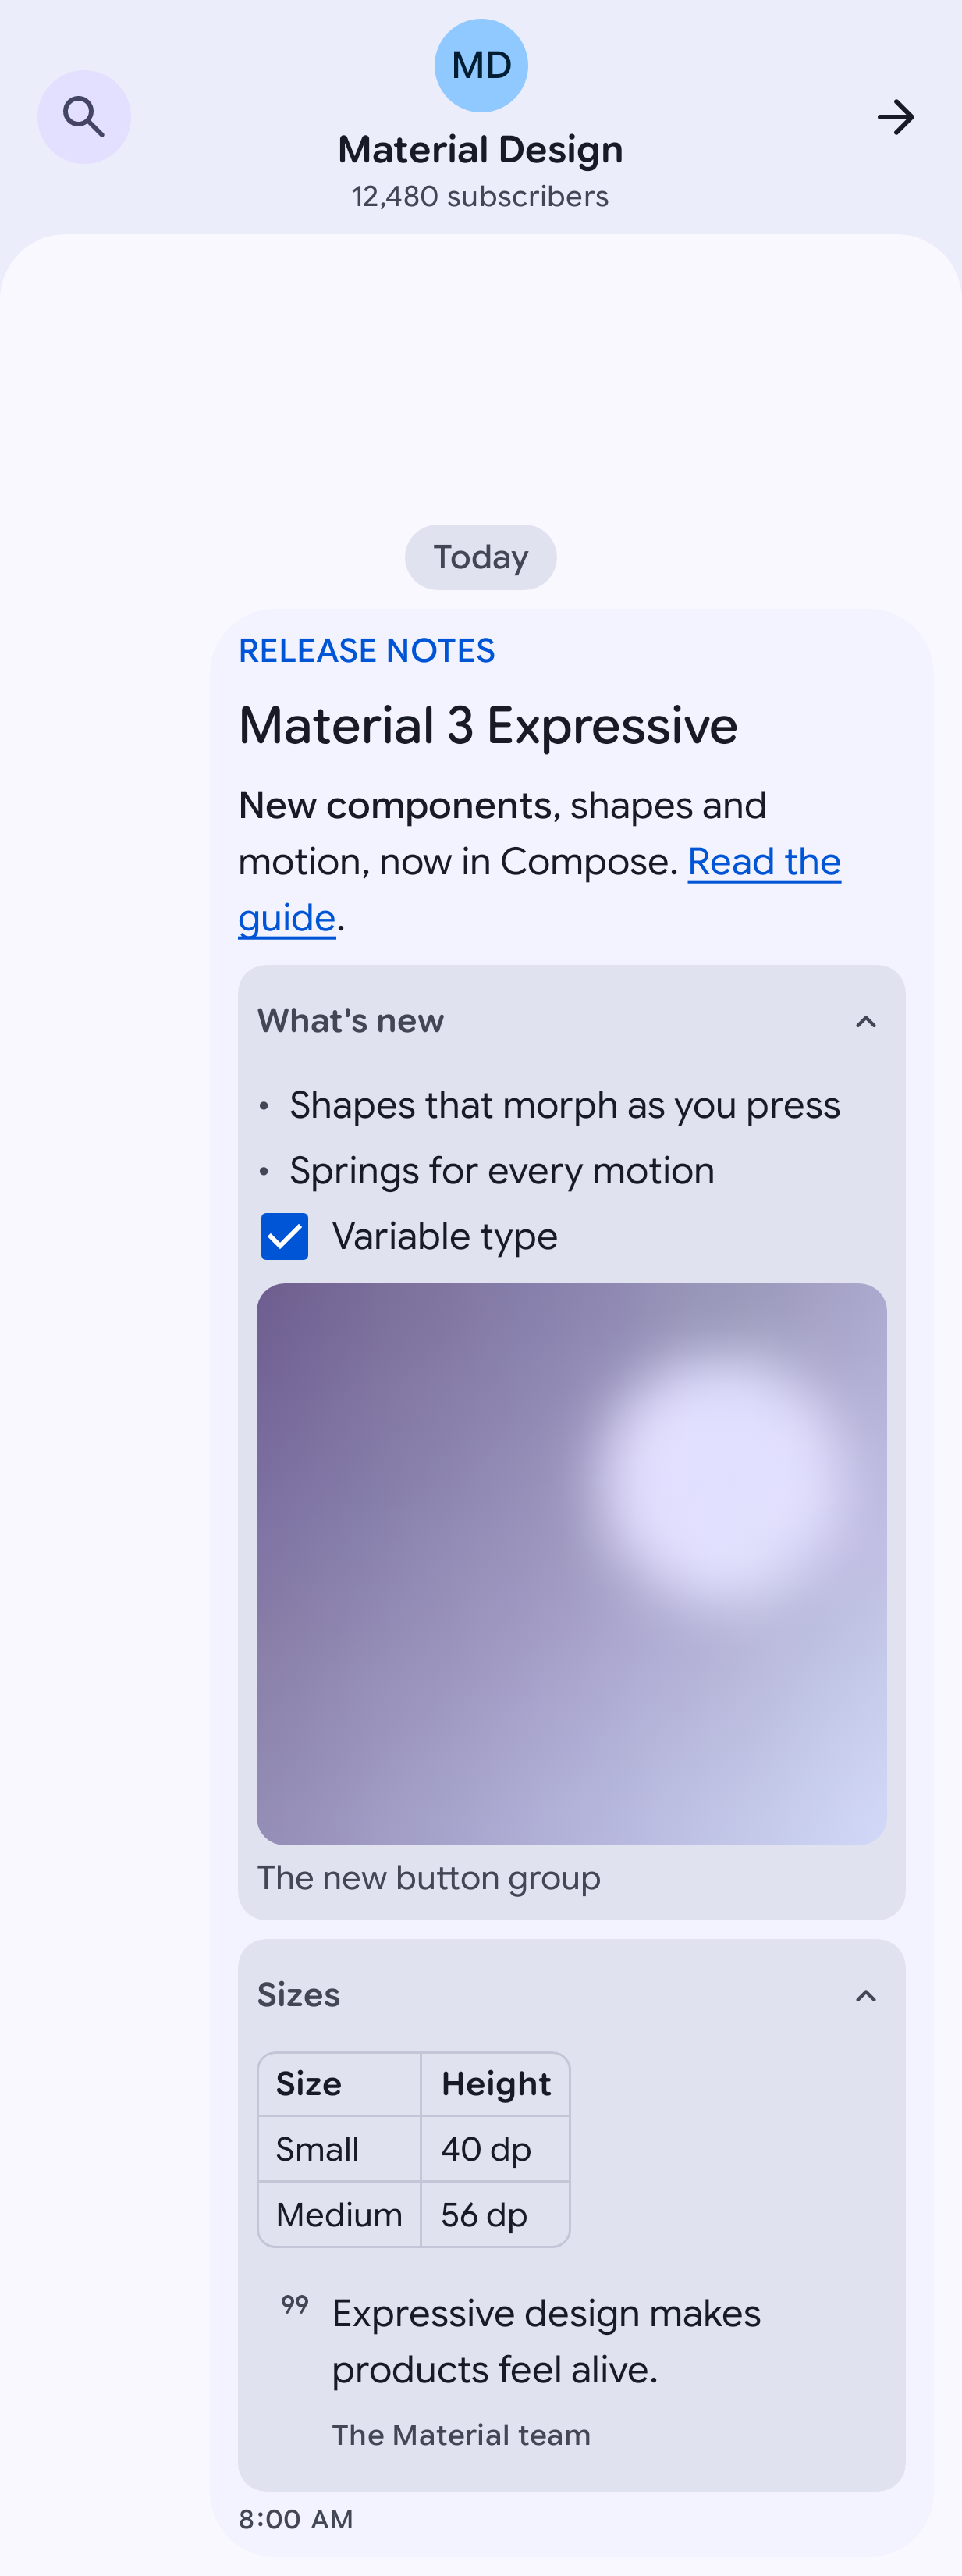 MD
Material Design
12,480 subscribers
Today
RELEASE NOTES
Material 3 Expressive
New components, shapes and
motion, now in Compose. Read the
guide.
What's new
• Shapes that morph as you press
• Springs for every motion
Variable type
The new button group
Sizes
Size Height
Small 40 dp
Medium 56 dp
” Expressive design makes
products feel alive.
The Material team
8:00 AM